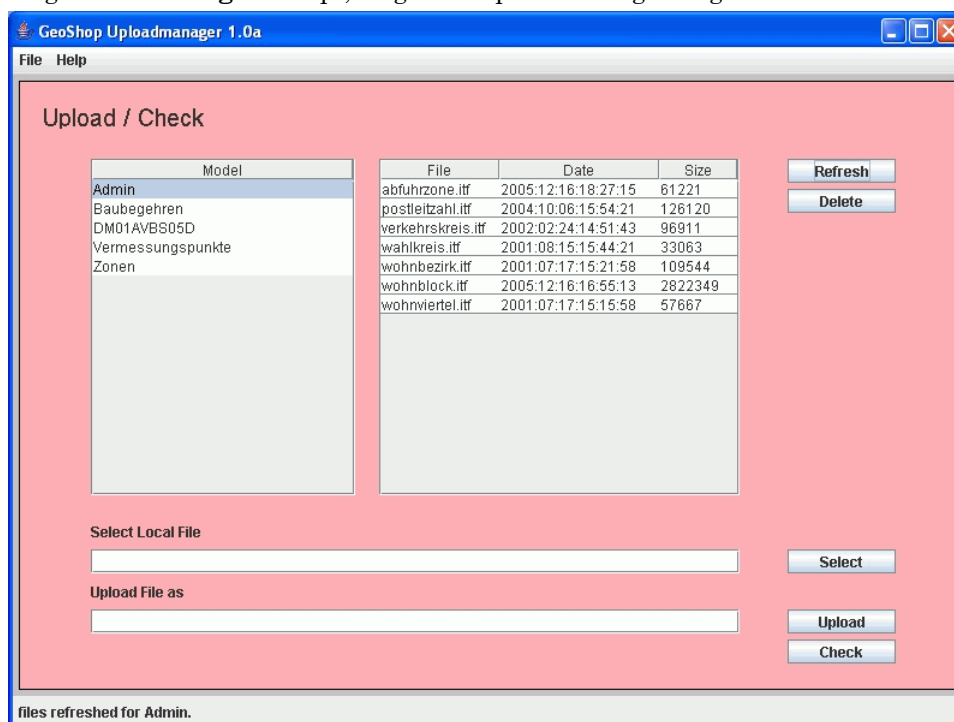 GeoShop Uploadmanager 1.0a
File Help
Upload / Check
Model
Admin
Baubegehren
DM01AVBS05D
Vermessungspunkte
Zonen
File Date Size
abfuhrzone.itf 2005:12:16:18:27:15 61221
postleitzahl.itf 2004:10:06:15:54:21 126120
verkehrskreis.itf 2002:02:24:14:51:43 96911
wahlkreis.itf 2001:08:15:15:44:21 33063
wohnbezirk.itf 2001:07:17:15:21:58 109544
wohnblock.itf 2005:12:16:16:55:13 2822349
wohnviertel.itf 2001:07:17:15:15:58 57667
Refresh
Delete
Select Local File
Select
Upload File as
Upload
Check
files refreshed for Admin.